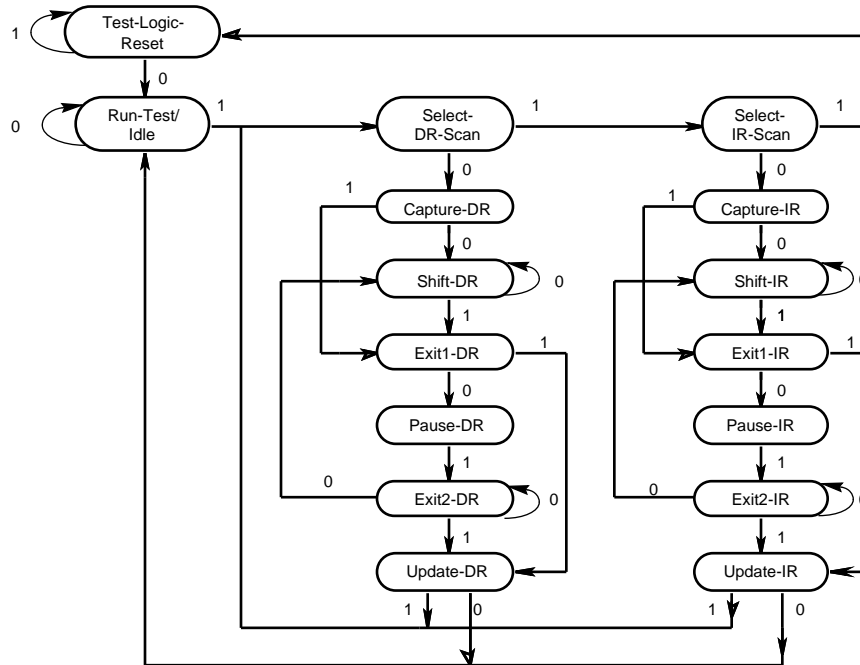 Test-Logic-
Reset
1
0
Run-Test/
Idle
0
1
Select-
DR-Scan
1
Select-
IR-Scan
1
0
0
1
Capture-DR
1
Capture-IR
0
0
Shift-DR
0
Shift-IR
0
1
1
Exit1-DR
1
Exit1-IR
1
0
0
Pause-DR
Pause-IR
1
1
0
Exit2-DR
0
0
Exit2-IR
0
1
1
Update-DR
Update-IR
1
0
1
0